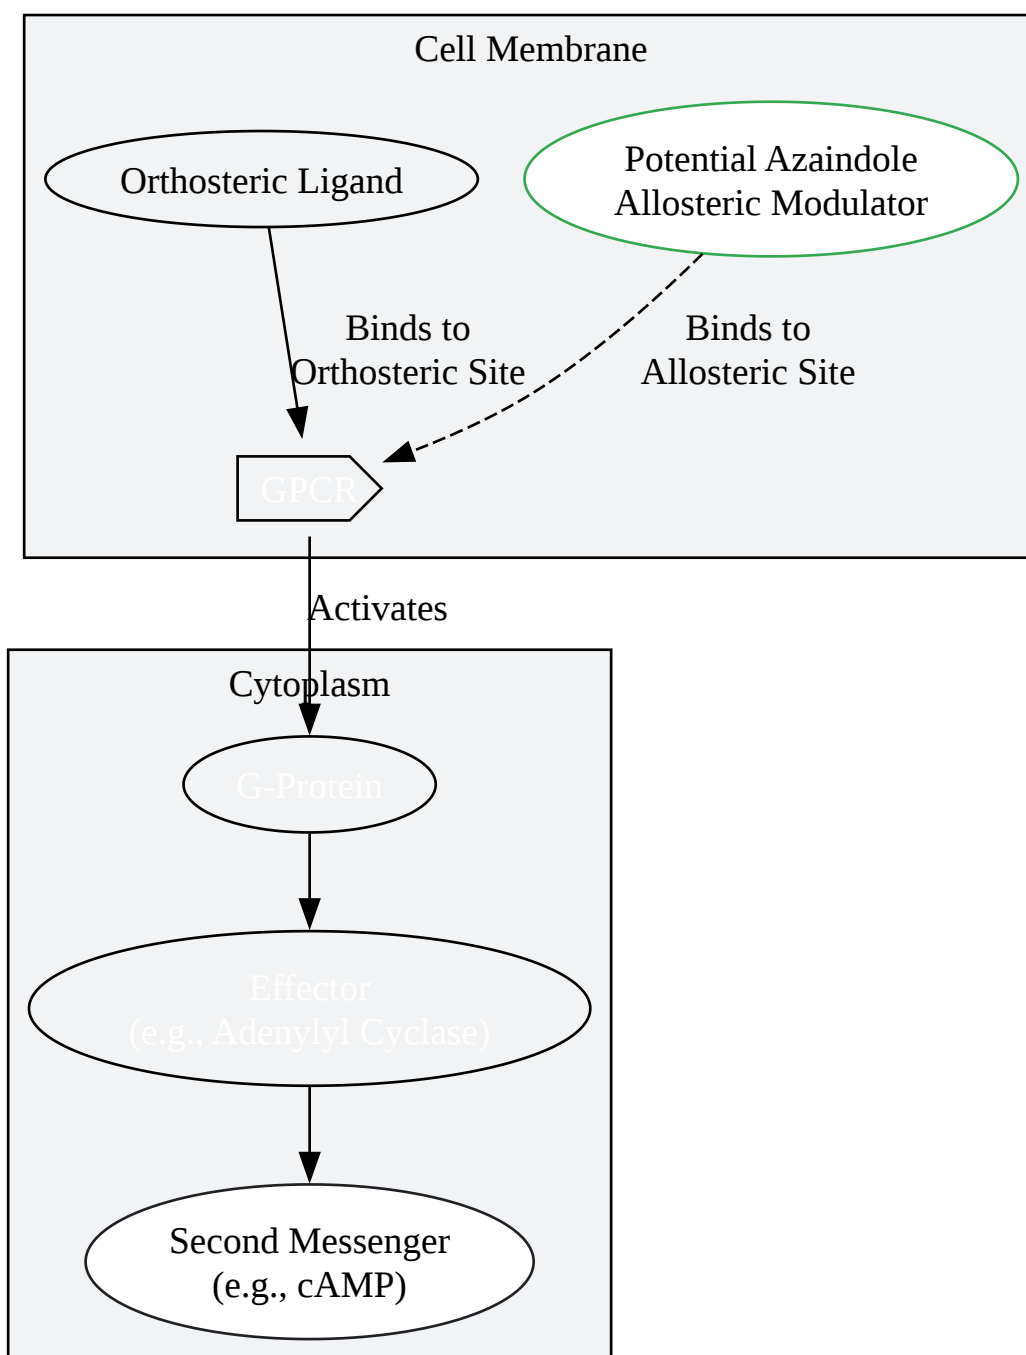 Cell Membrane
Orthosteric Ligand
Potential Azaindole
Allosteric Modulator
Binds to
Orthosteric Site
Binds to
Allosteric Site
GPCR
Activates
Cytoplasm
G-Protein
Effector
(e.g., Adenylyl Cyclase)
Second Messenger
(e.g., cAMP)